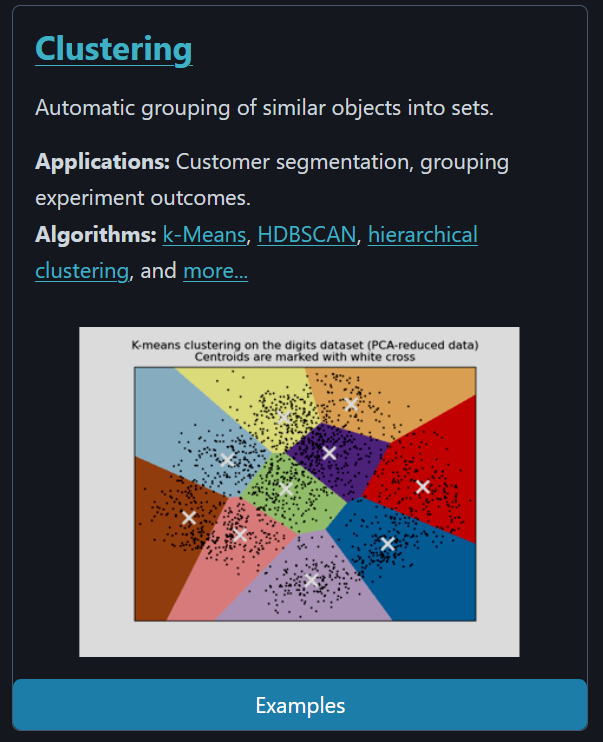 Clustering
Automatic grouping of similar objects into sets.
Applications: Customer segmentation, grouping
experiment outcomes.
Algorithms: k-Means, HDBSCAN, hierarchical
clustering, and more...
K-means clustering on the digits dataset (PCA-reduced data)
Centroids are marked with white cross
Examples